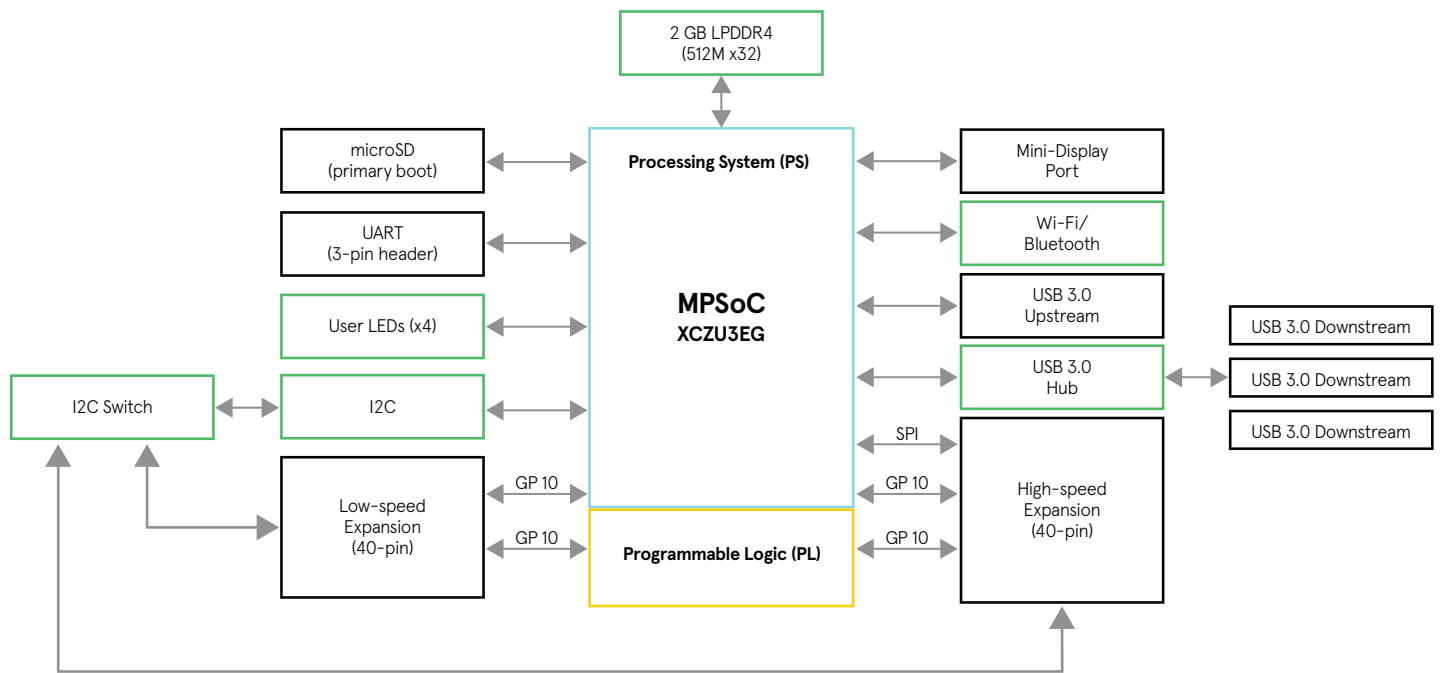 2 GB LPDDR4
(512M x32)
microSD
(primary boot)
Processing System (PS)
Mini-Display
Port
UART
(3-pin header)
Wi-Fi/
Bluetooth
MPSoC
XCZU3EG
USB 3.0
Upstream
User LEDs (x4)
USB 3.0 Downstream
USB 3.0
Hub
USB 3.0 Downstream
USB 3.0 Downstream
I2C Switch
I2C
SPI
Low-speed
Expansion
(40-pin)
GP 10
GP 10
GP 10
High-speed
Expansion
(40-pin)
GP 10
Programmable Logic (PL)